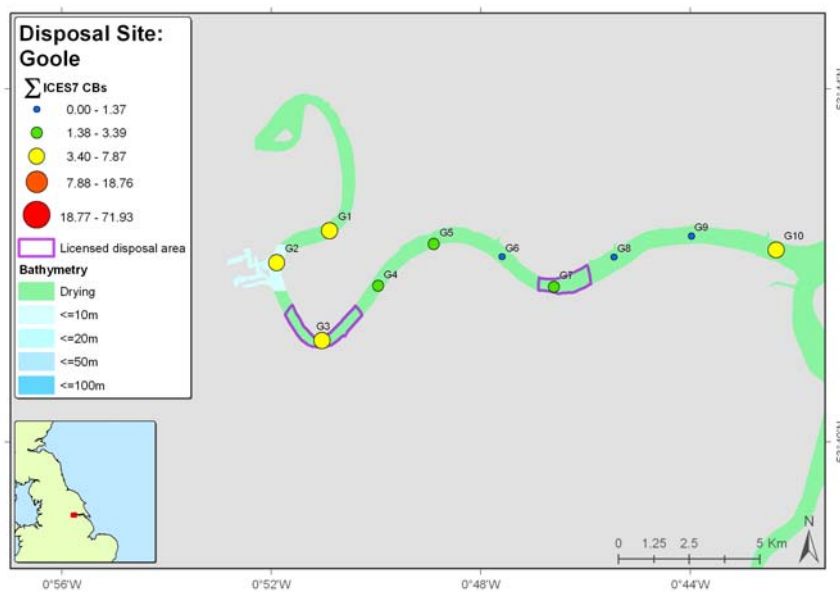 Disposal Site:
Goole
∑ICES7 CBs
0.00 - 1.37
1.38 - 3.39
3.40 - 7.87
7.88 - 18.76
18.77 - 71.93
Licensed disposal area
Bathymetry
Drying
<=10m
<=20m
<=50m
<=100m
G1
G2
G3
G4
G5
G6
G7
G8
G9
G10
N
0 1.25 2.5 5 Km
0°56'W 0°52'W 0°48'W 0°44'W